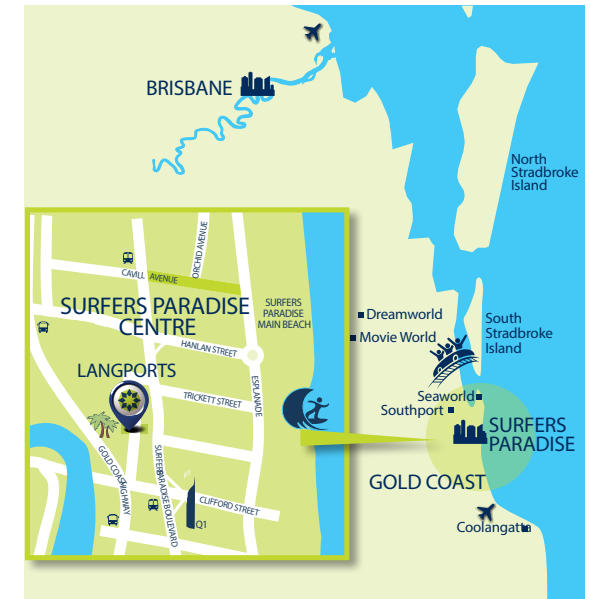 BRISBANE
North
Stradbroke
Island
CAVILL AVENUE
ORCHID AVENUE
SURFERS PARADISE
CENTRE
SURFERS
PARADISE
MAIN BEACH
HANLAN STREET
LANGPORTS
TRICKETT STREET
ESPLANADE
GOLD COAST HIGHWAY
SURFERS PARADISE BOULEVARD
CLIFFORD STREET
Q1
Dreamworld
Movie World
South
Stradbroke
Island
Seaworld
Southport
SURFERS
PARADISE
GOLD COAST
Coolangatta